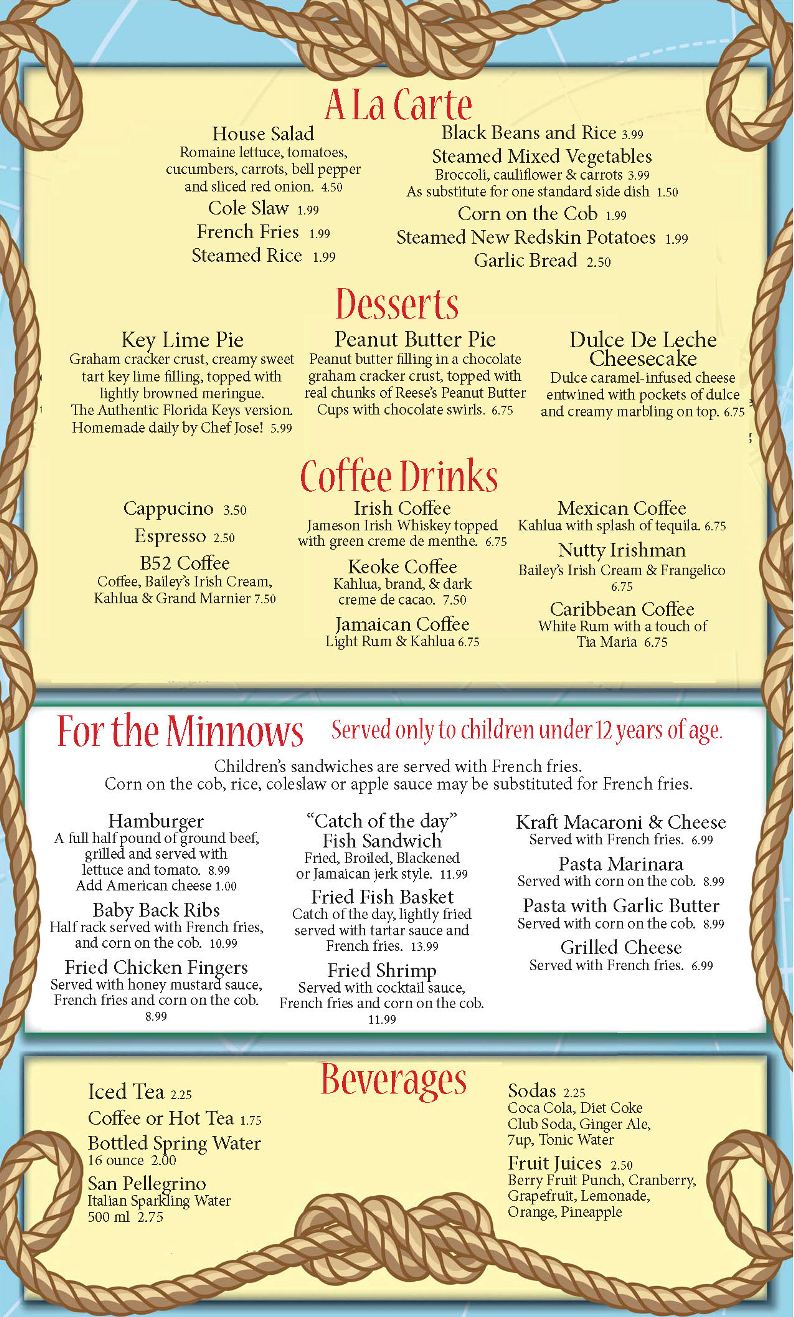 A La Carte
House Salad
Romaine lettuce, tomatoes,
cucumbers, carrots, bell pepper
and sliced red onion. 4.50
Cole Slaw 1.99
French Fries 1.99
Steamed Rice 1.99
Black Beans and Rice 3.99
Steamed Mixed Vegetables
Broccoli, cauliflower & carrots 3.99
As substitute for one standard side dish 1.50
Corn on the Cob 1.99
Steamed New Redskin Potatoes 1.99
Garlic Bread 2.50
Desserts
Key Lime Pie
Graham cracker crust, creamy sweet
tart key lime filling, topped with
lightly browned meringue.
The Authentic Florida Keys version.
Homemade daily by Chef Jose! 5.99
Peanut Butter Pie
Peanut butter filling in a chocolate
graham cracker crust, topped with
real chunks of Reese's Peanut Butter
Cups with chocolate swirls. 6.75
Dulce De Leche
Cheesecake
Dulce caramel-infused cheese
entwined with pockets of dulce
and creamy marbling on top. 6.75
Coffee Drinks
Cappucino 3.50
Espresso 2.50
B52 Coffee
Coffee, Bailey's Irish Cream,
Kahlua & Grand Marnier 7.50
Irish Coffee
Jameson Irish Whiskey topped
with green creme de menthe. 6.75
Keoke Coffee
Kahlua, brand, & dark
creme de cacao. 7.50
Jamaican Coffee
Light Rum & Kahlua 6.75
Mexican Coffee
Kahlua with splash of tequila. 6.75
Nutty Irishman
Bailey's Irish Cream & Frangelico
6.75
Caribbean Coffee
White Rum with a touch of
Tia Maria 6.75
For the Minnows Served only to children under 12 years of age.
Children's sandwiches are served with French fries.
Corn on the cob, rice, coleslaw or apple sauce may be substituted for French fries.
Hamburger
A full half pound of ground beef,
grilled and served with
lettuce and tomato. 8.99
Add American cheese 1.00
Baby Back Ribs
Half rack served with French fries,
and corn on the cob. 10.99
Fried Chicken Fingers
Served with honey mustard sauce,
French fries and corn on the cob.
8.99
"Catch of the day"
Fish Sandwich
Fried, Broiled, Blackened
or Jamaican jerk style. 11.99
Fried Fish Basket
Catch of the day, lightly fried
served with tartar sauce and
French fries. 13.99
Fried Shrimp
Served with cocktail sauce,
French fries and corn on the cob.
11.99
Kraft Macaroni & Cheese
Served with French fries. 6.99
Pasta Marinara
Served with corn on the cob. 8.99
Pasta with Garlic Butter
Served with corn on the cob. 8.99
Grilled Cheese
Served with French fries. 6.99
Beverages
Iced Tea 2.25
Coffee or Hot Tea 1.75
Bottled Spring Water
16 ounce 2.00
San Pellegrino
Italian Sparkling Water
500 ml 2.75
Sodas 2.25
Coca Cola, Diet Coke
Club Soda, Ginger Ale,
7up, Tonic Water
Fruit Juices 2.50
Berry Fruit Punch, Cranberry,
Grapefruit, Lemonade,
Orange, Pineapple